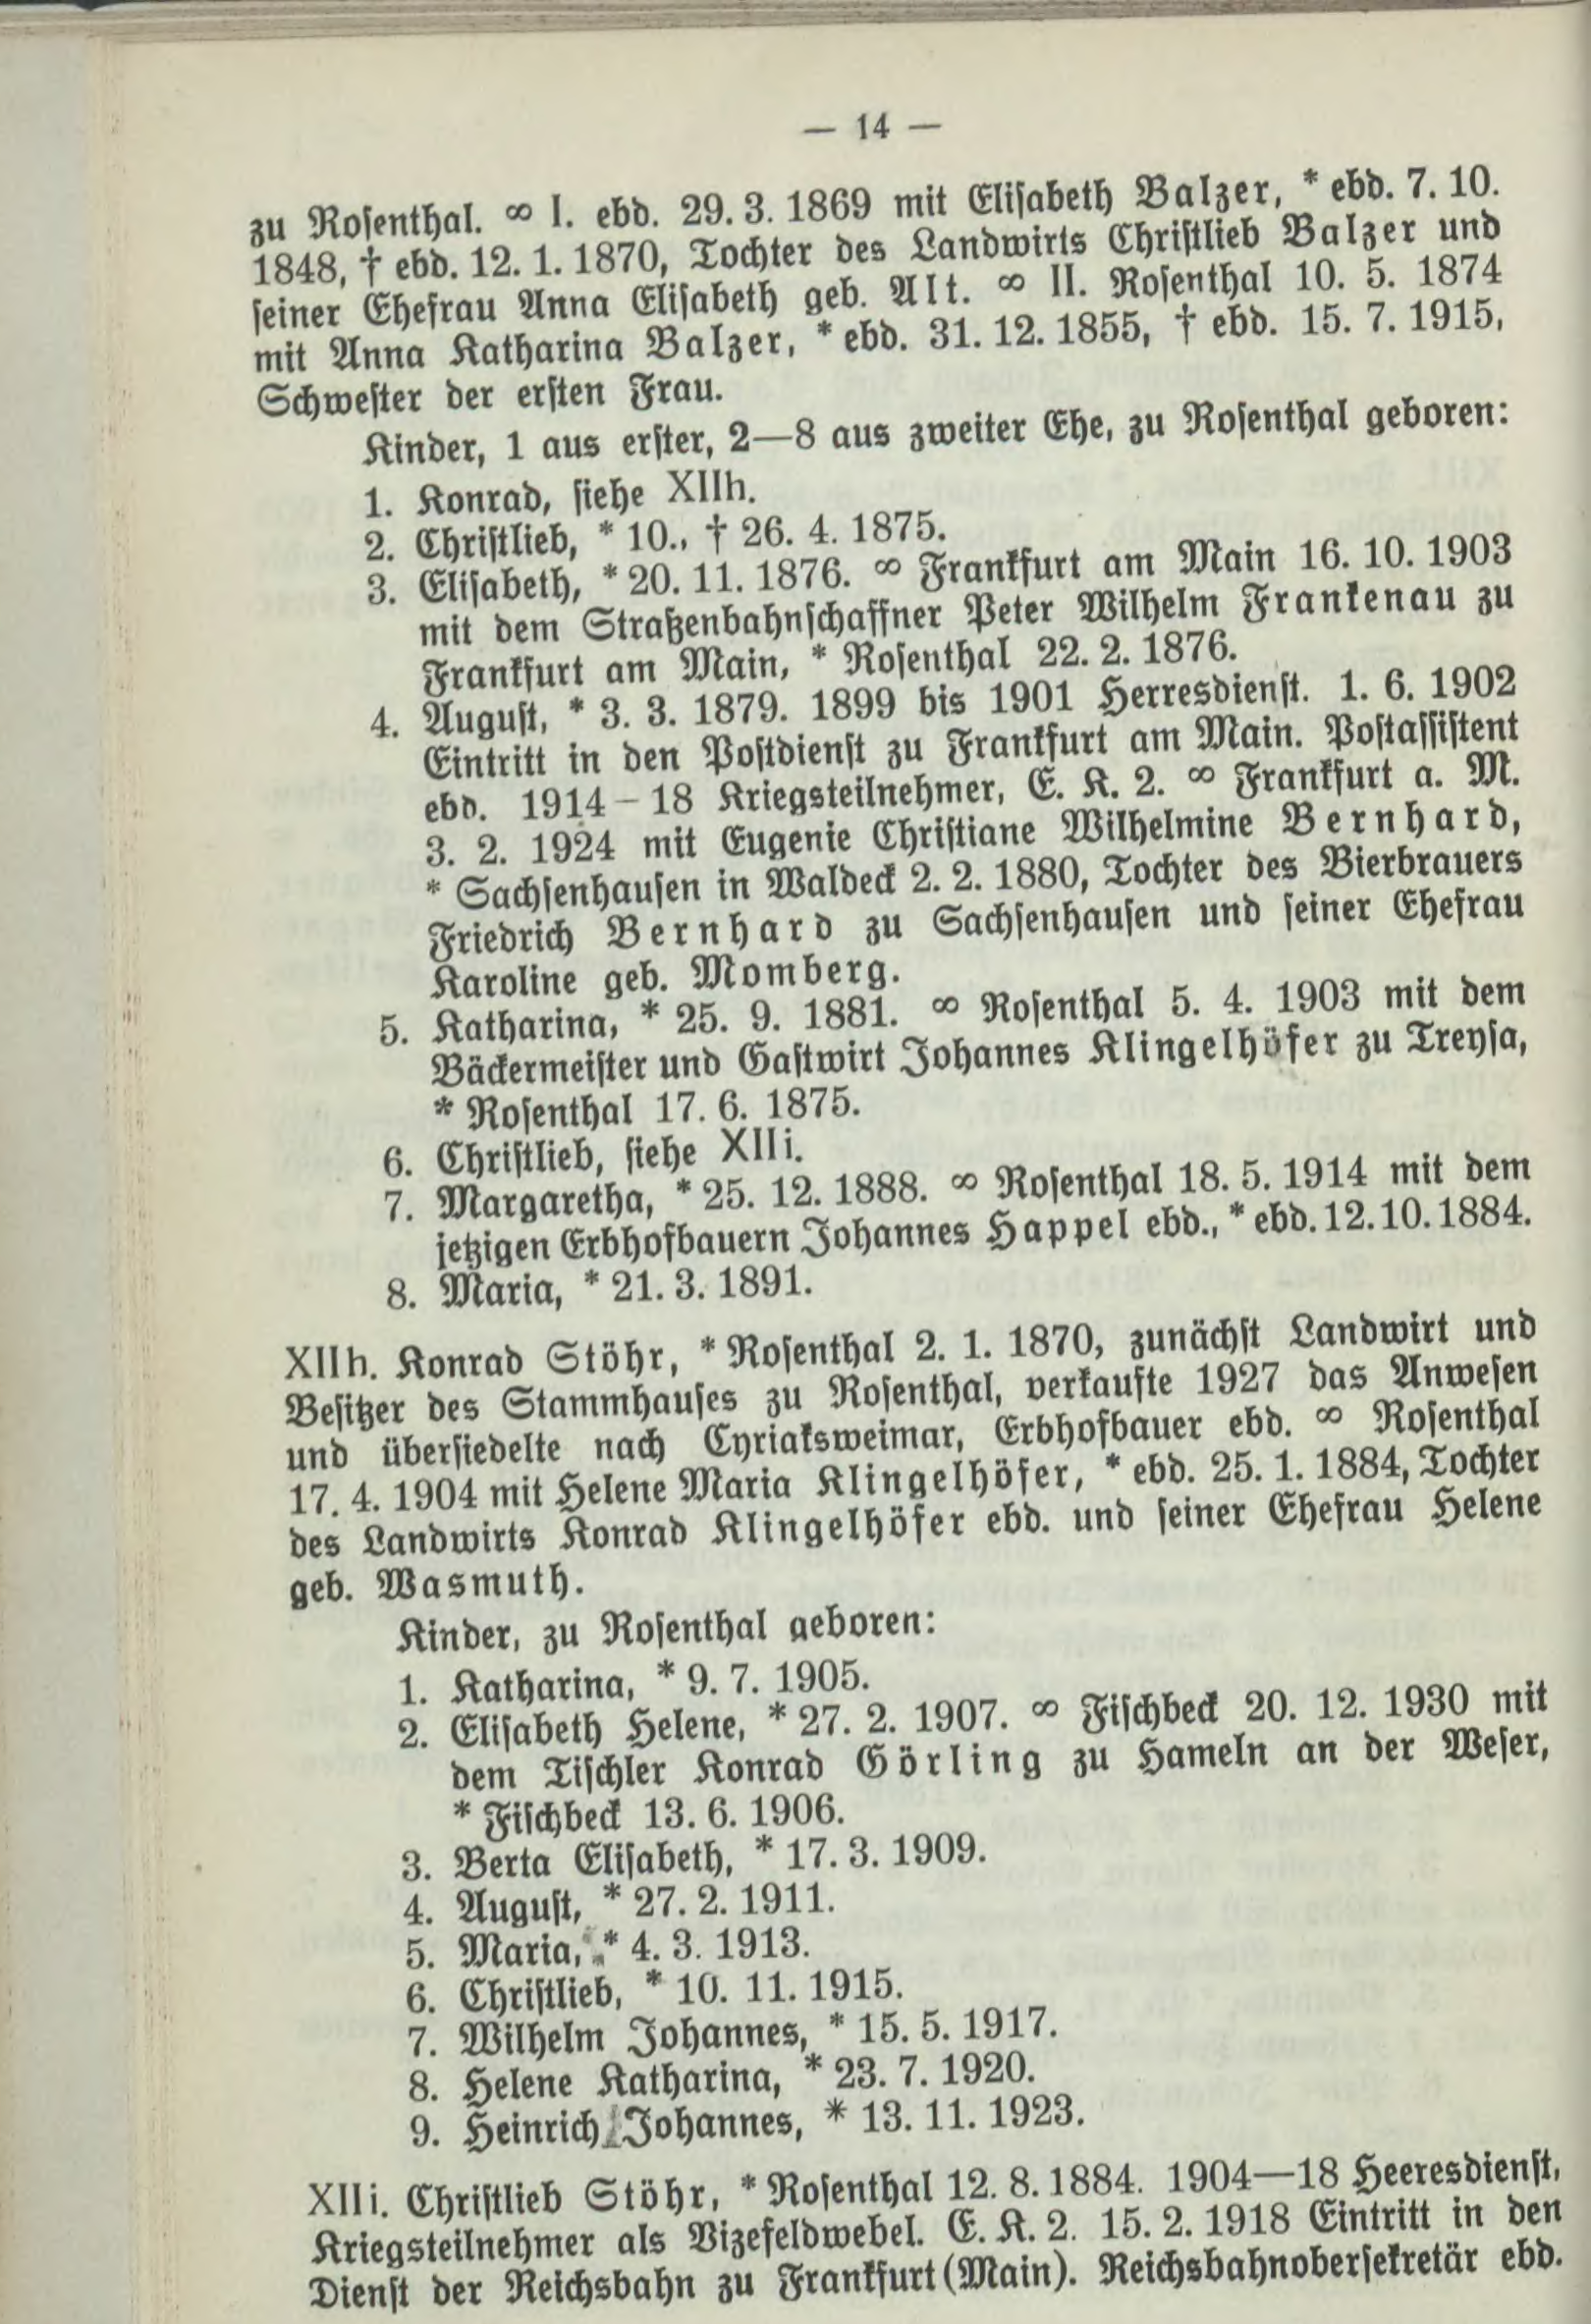 — 14 —
zu Rosenthal. ∞ I. ebd. 29. 3. 1869 mit Elisabeth Balzer, * ebd. 7. 10.
1848, † ebd. 12. 1. 1870, Tochter des Landwirts Christlieb Balzer und
seiner Ehefrau Anna Elisabeth geb. Alt. ∞ II. Rosenthal 10. 5. 1874
mit Anna Katharina Balzer, * ebd. 31. 12. 1855, † ebd. 15. 7. 1915,
Schwester der ersten Frau.
Kinder, 1 aus erster, 2—8 aus zweiter Ehe, zu Rosenthal geboren:
1. Konrad, siehe XIIh.
2. Christlieb, * 10., † 26. 4. 1875.
3. Elisabeth, * 20. 11. 1876. ∞ Frankfurt am Main 16. 10. 1903
mit dem Straßenbahnschaffner Peter Wilhelm Frankenau zu
Frankfurt am Main, * Rosenthal 22. 2. 1876.
4. August, * 3. 3. 1879. 1899 bis 1901 Herresdienst. 1. 6. 1902
Eintritt in den Postdienst zu Frankfurt am Main. Postassistent
ebd. 1914–18 Kriegsteilnehmer, E. K. 2. ∞ Frankfurt a. M.
3. 2. 1924 mit Eugenie Christiane Wilhelmine Bernhard,
* Sachsenhausen in Waldeck 2. 2. 1880, Tochter des Bierbrauers
Friedrich Bernhard zu Sachsenhausen und seiner Ehefrau
Karoline geb. Momberg.
5. Katharina, * 25. 9. 1881. ∞ Rosenthal 5. 4. 1903 mit dem
Bäckermeister und Gastwirt Johannes Klingelhöfer zu Treysa,
* Rosenthal 17. 6. 1875.
6. Christlieb, siehe XIIi.
7. Margaretha, * 25. 12. 1888. ∞ Rosenthal 18. 5. 1914 mit dem
jetzigen Erbhofbauern Johannes Happel ebd., * ebd. 12. 10. 1884.
8. Maria, * 21. 3. 1891.
XIIh. Konrad Stöhr, * Rosenthal 2. 1. 1870, zunächst Landwirt und
Besitzer des Stammhauses zu Rosenthal, verkaufte 1927 das Anwesen
und übersiedelte nach Cyriaksweimar, Erbhofbauer ebd. ∞ Rosenthal
17. 4. 1904 mit Helene Maria Klingelhöfer, * ebd. 25. 1. 1884, Tochter
des Landwirts Konrad Klingelhöfer ebd. und seiner Ehefrau Helene
geb. Wasmuth.
Kinder, zu Rosenthal geboren:
1. Katharina, * 9. 7. 1905.
2. Elisabeth Helene, * 27. 2. 1907. ∞ Fischbeck 20. 12. 1930 mit
dem Tischler Konrad Görling zu Hameln an der Weser,
* Fischbeck 13. 6. 1906.
3. Berta Elisabeth, * 17. 3. 1909.
4. August, * 27. 2. 1911.
5. Maria, * 4. 3. 1913.
6. Christlieb, * 10. 11. 1915.
7. Wilhelm Johannes, * 15. 5. 1917.
8. Helene Katharina, * 23. 7. 1920.
9. Heinrich Johannes, * 13. 11. 1923.
XIIi. Christlieb Stöhr, * Rosenthal 12. 8. 1884. 1904—18 Heeresdienst,
Kriegsteilnehmer als Vizefeldwebel. E. K. 2. 15. 2. 1918 Eintritt in den
Dienst der Reichsbahn zu Frankfurt (Main). Reichsbahnobersekretär ebd.